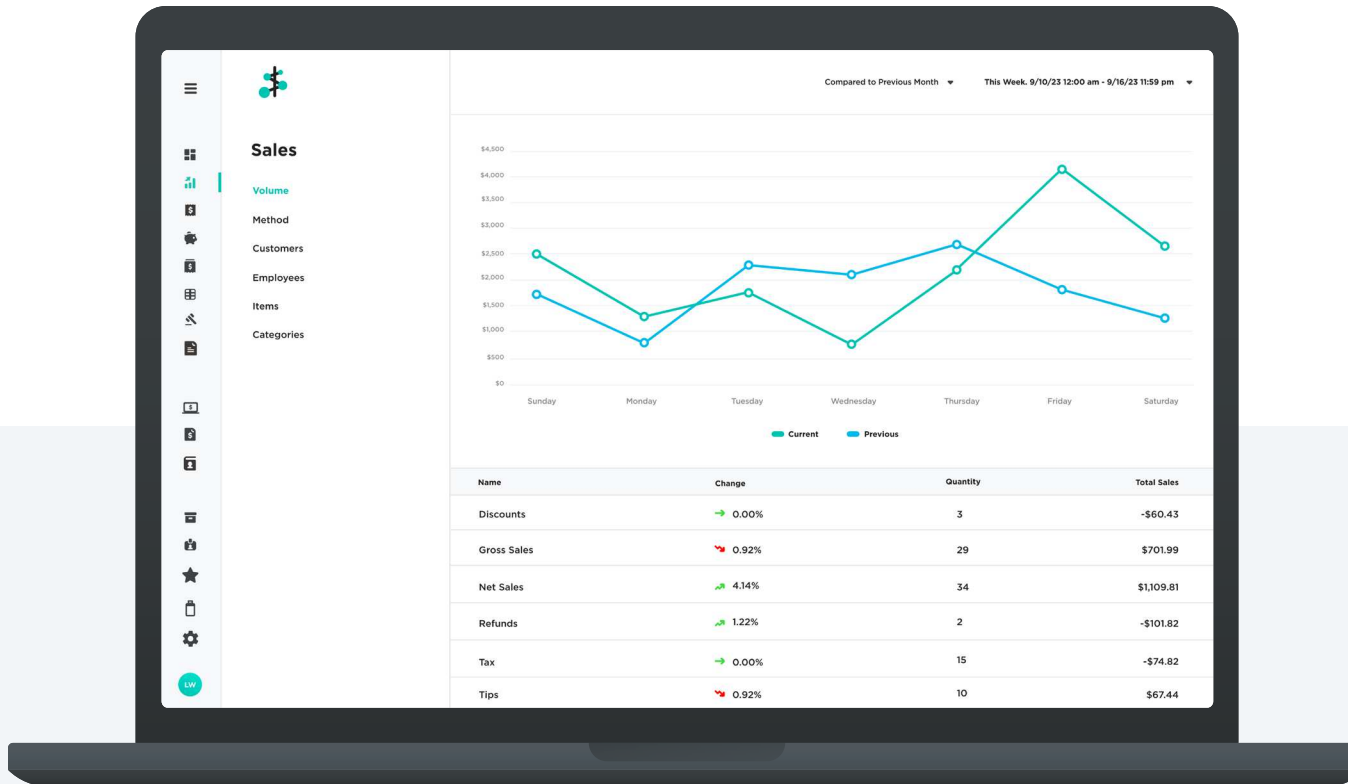 Compared to Previous Month This Week. 9/10/23 12:00 am - 9/16/23 11:59 pm
Sales
Volume
Method
Customers
Employees
Items
Categories
$4,500
$4,000
$3,500
$3,000
$2,500
$2,000
$1,500
$1,000
$500
$0
Sunday Monday Tuesday Wednesday Thursday Friday Saturday
Current Previous
Name Change Quantity Total Sales
Discounts 0.00% 3 -$60.43
Gross Sales 0.92% 29 $701.99
Net Sales 4.14% 34 $1,109.81
Refunds 1.22% 2 -$101.82
Tax 0.00% 15 -$74.82
Tips 0.92% 10 $67.44
LW